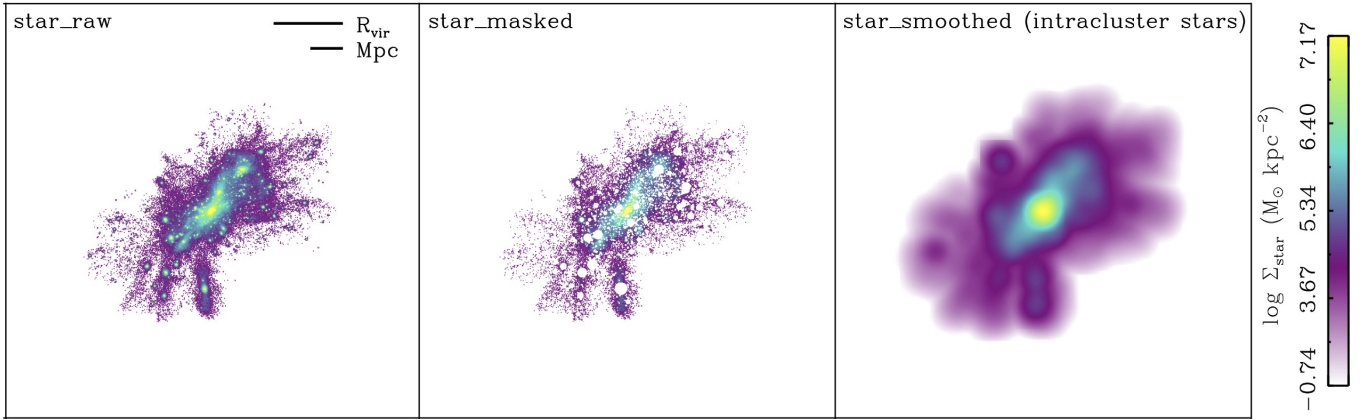 star_raw
R_vir
Mpc
star_masked
star_smoothed (intracluster stars)
7.17
6.40
5.34
3.67
−0.74
log Σ_star (M_⊙ kpc^−2)